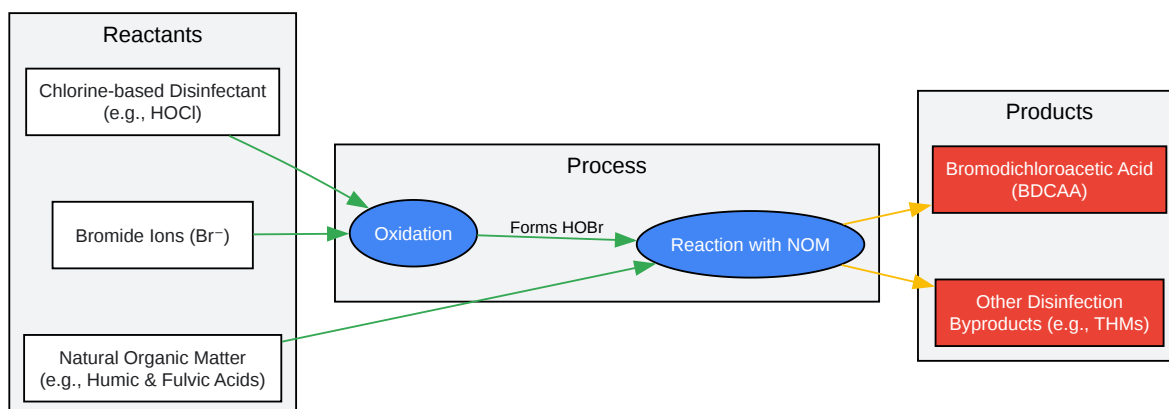 Reactants
Chlorine-based Disinfectant
(e.g., HOCl)
Bromide Ions (Br⁻)
Natural Organic Matter
(e.g., Humic & Fulvic Acids)
Process
Oxidation
Forms HOBr
Reaction with NOM
Products
Bromodichloroacetic Acid
(BDCAA)
Other Disinfection
Byproducts (e.g., THMs)